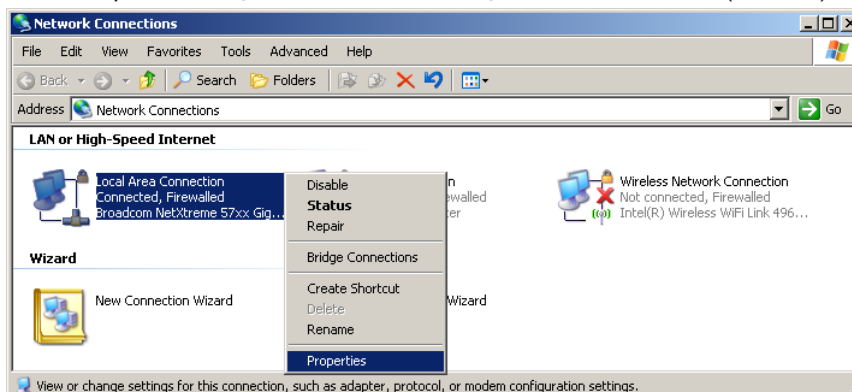 Network Connections
File Edit View Favorites Tools Advanced Help
Back Search Folders
Address Network Connections Go
LAN or High-Speed Internet
Local Area Connection
Connected, Firewalled
Broadcom NetXtreme 57xx Gig...
Disable
Status
Repair
Bridge Connections
Create Shortcut
Delete
Rename
Properties
n
ewalled
ter
Wireless Network Connection
Not connected, Firewalled
Intel(R) Wireless WiFi Link 496...
Wizard
New Connection Wizard
Wizard
View or change settings for this connection, such as adapter, protocol, or modem configuration settings.